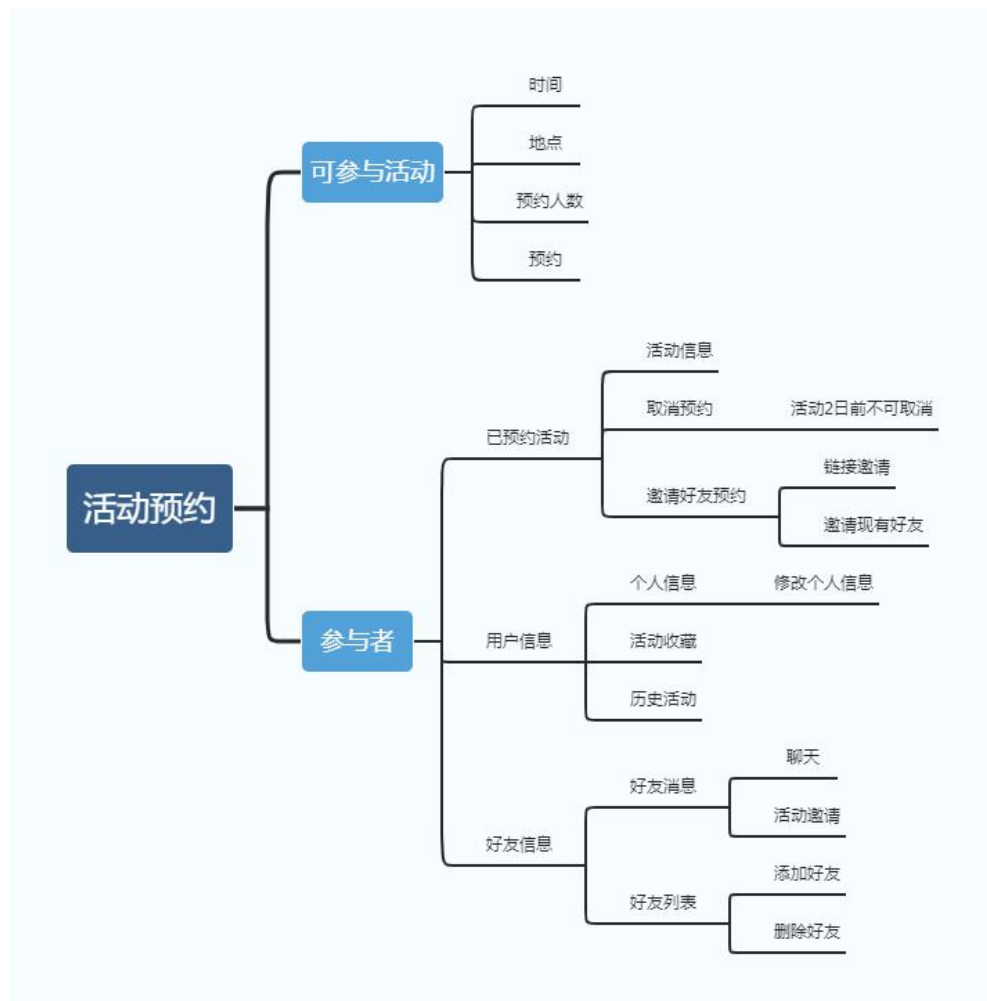 活动预约
可参与活动
时间
地点
预约人数
预约
参与者
已预约活动
活动信息
取消预约
活动2日前不可取消
邀请好友预约
链接邀请
邀请现有好友
用户信息
个人信息
修改个人信息
活动收藏
历史活动
好友信息
好友消息
聊天
活动邀请
好友列表
添加好友
删除好友